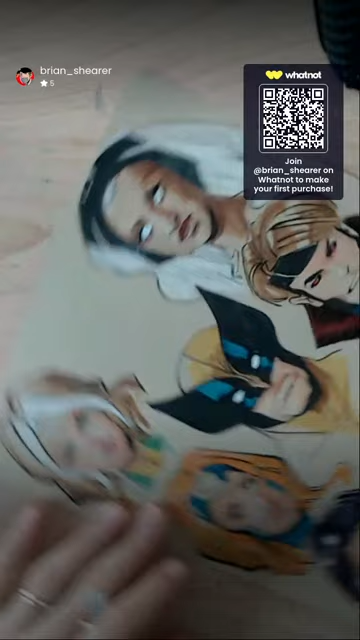 brian_shearer
★ 5
whatnot
Join
@brian_shearer on
Whatnot to make
your first purchase!